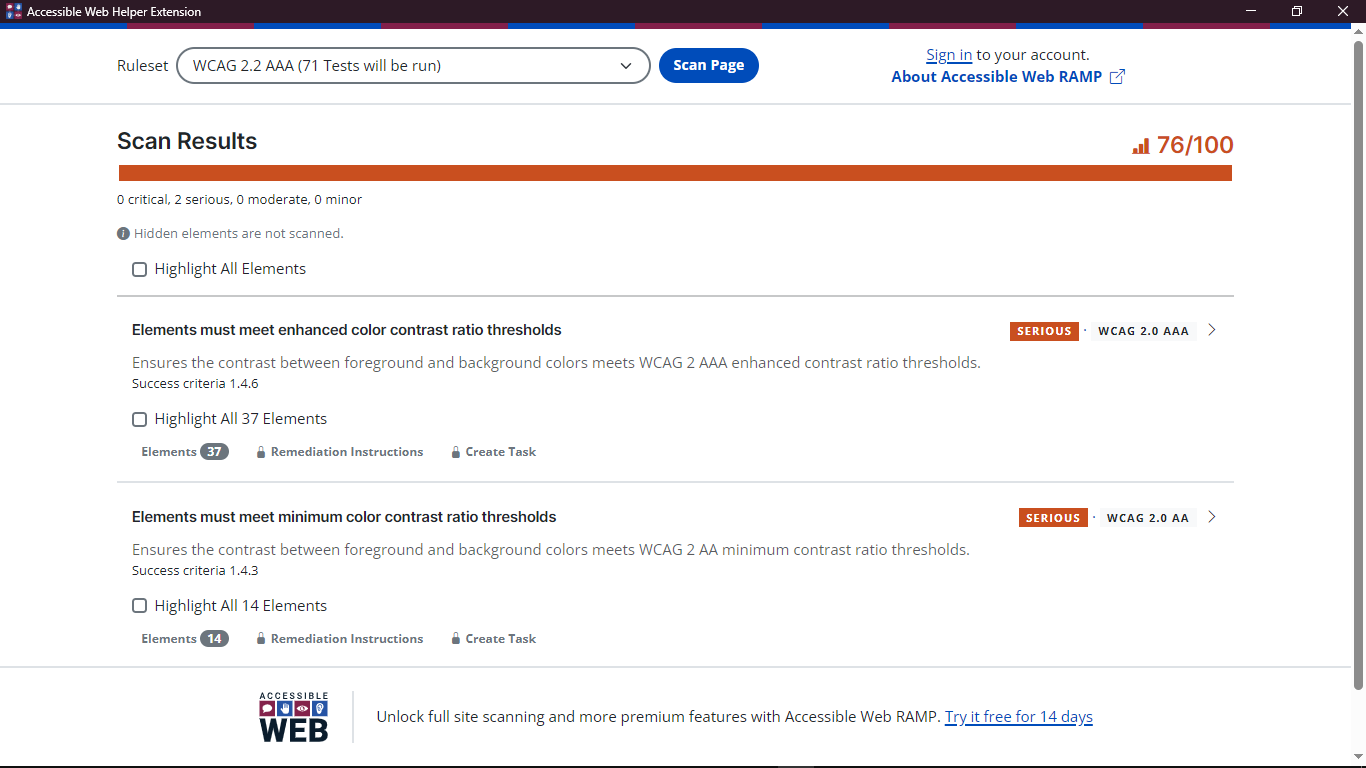 Accessible Web Helper Extension
Ruleset WCAG 2.2 AAA (71 Tests will be run) Scan Page
Sign in to your account.
About Accessible Web RAMP
Scan Results 76/100
0 critical, 2 serious, 0 moderate, 0 minor
Hidden elements are not scanned.
Highlight All Elements
Elements must meet enhanced color contrast ratio thresholds SERIOUS · WCAG 2.0 AAA
Ensures the contrast between foreground and background colors meets WCAG 2 AAA enhanced contrast ratio thresholds.
Success criteria 1.4.6
Highlight All 37 Elements
Elements 37 Remediation Instructions Create Task
Elements must meet minimum color contrast ratio thresholds SERIOUS · WCAG 2.0 AA
Ensures the contrast between foreground and background colors meets WCAG 2 AA minimum contrast ratio thresholds.
Success criteria 1.4.3
Highlight All 14 Elements
Elements 14 Remediation Instructions Create Task
ACCESSIBLE
WEB
Unlock full site scanning and more premium features with Accessible Web RAMP. Try it free for 14 days